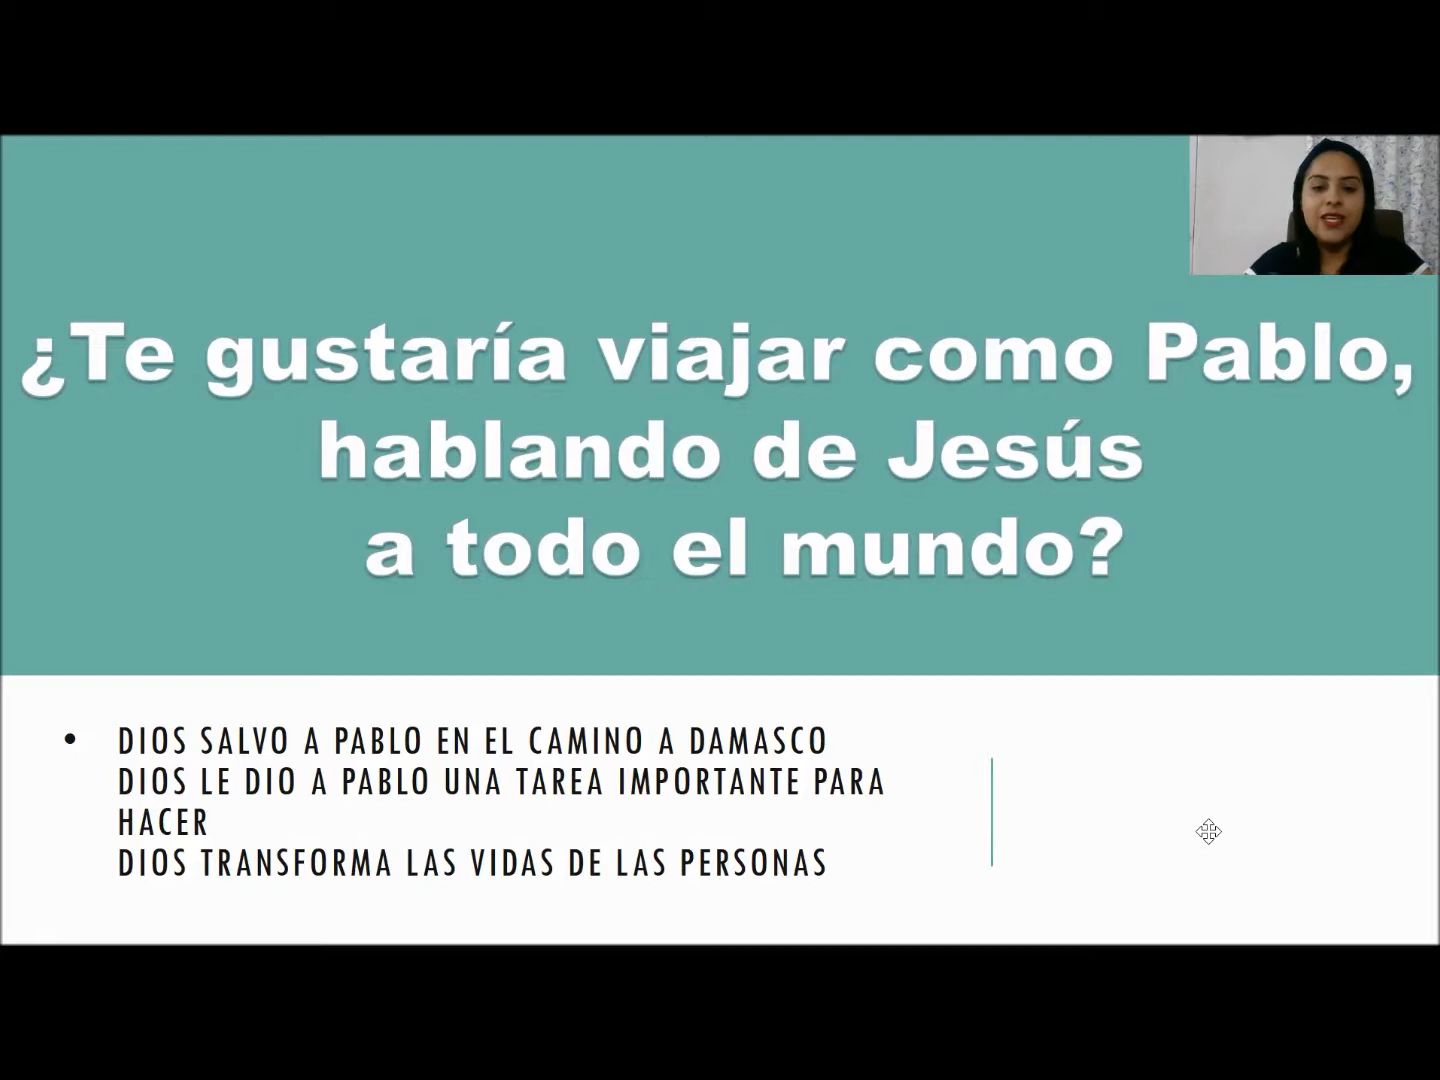 ¿Te gustaría viajar como Pablo,
hablando de Jesús
a todo el mundo?
• DIOS SALVO A PABLO EN EL CAMINO A DAMASCO
DIOS LE DIO A PABLO UNA TAREA IMPORTANTE PARA
HACER
DIOS TRANSFORMA LAS VIDAS DE LAS PERSONAS